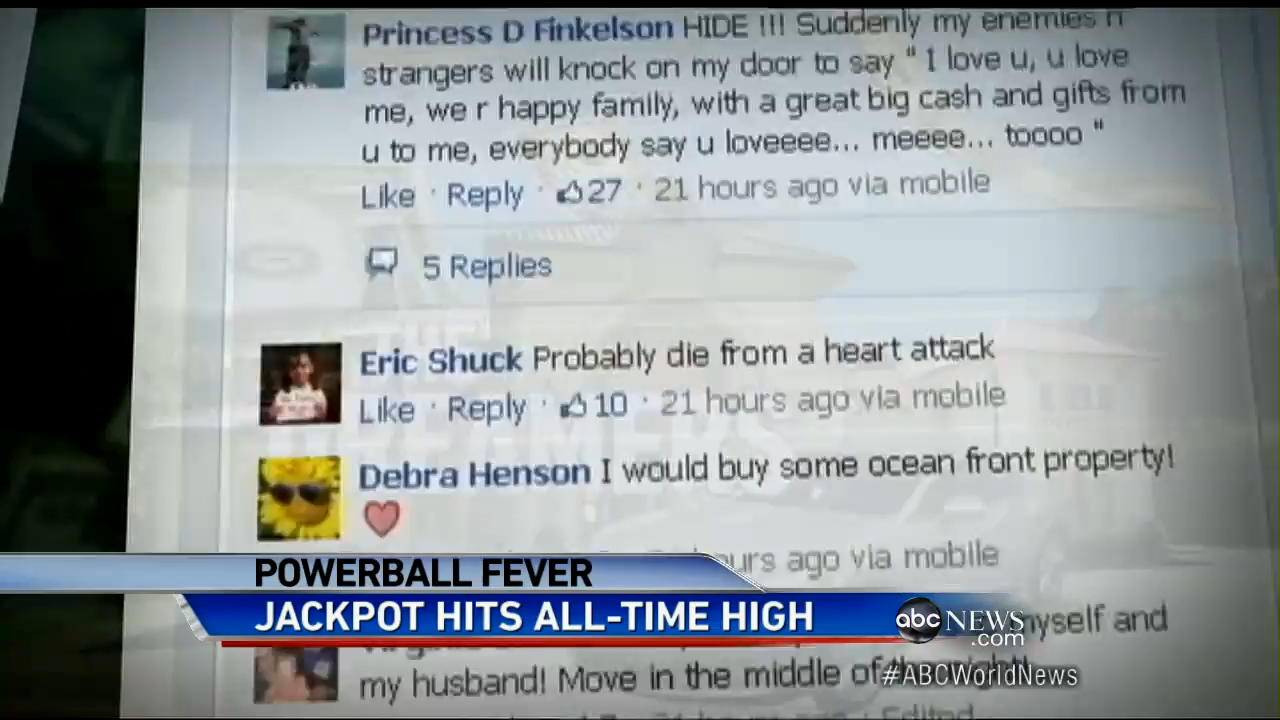 Princess D Finkelson HIDE !!! Suddenly my enemies n
strangers will knock on my door to say " I love u, u love
me, we r happy family, with a great big cash and gifts from
u to me, everybody say u loveeee... meeee... toooo "
Like · Reply · 27 · 21 hours ago via mobile
5 Replies
Eric Shuck Probably die from a heart attack
Like · Reply · 10 · 21 hours ago via mobile
Debra Henson I would buy some ocean front property!
hours ago via mobile
POWERBALL FEVER
JACKPOT HITS ALL-TIME HIGH
abc NEWS
.com
myself and
my husband! Move in the middle of
#ABCWorldNews
Edited